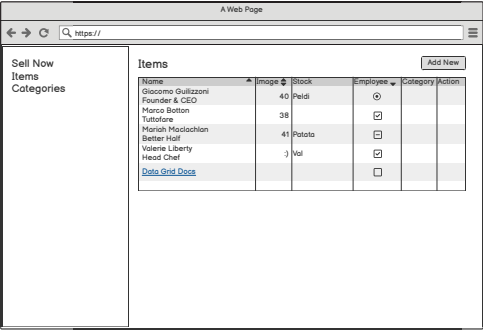 A Web Page
https://
Sell Now
Items
Categories
Items
Add New
Name Image Stock Employee Category Action
Giacomo Guilizzoni
Founder & CEO
40 Peldi
Marco Botton
Tuttofare
38
Mariah Maclachlan
Better Half
41 Patata
Valerie Liberty
Head Chef
:) Val
Data Grid Docs